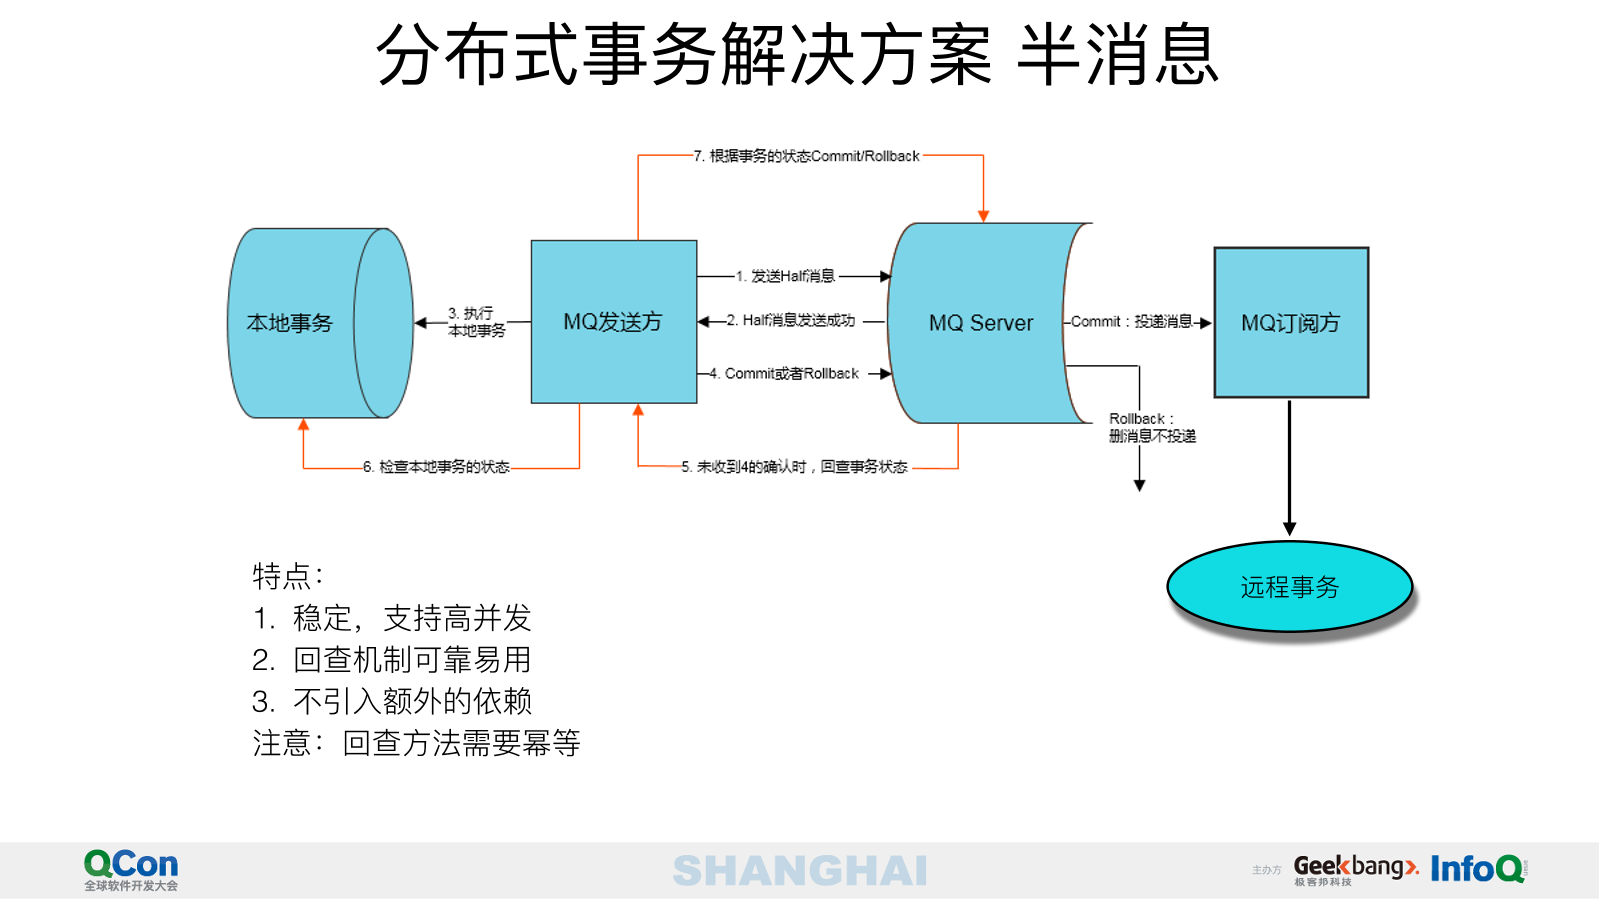 分布式事务解决方案 半消息
7. 根据事务的状态Commit/Rollback
1. 发送Half消息
本地事务
3. 执行
本地事务
MQ发送方
2. Half消息发送成功
MQ Server
Commit：投递消息
MQ订阅方
4. Commit或者Rollback
Rollback：
删消息不投递
6. 检查本地事务的状态
5. 未收到4的确认时，回查事务状态
远程事务
特点：
1. 稳定，支持高并发
2. 回查机制可靠易用
3. 不引入额外的依赖
注意：回查方法需要幂等
QCon
全球软件开发大会
SHANGHAI
主办方
Geekbang>.
极客邦科技
InfoQ